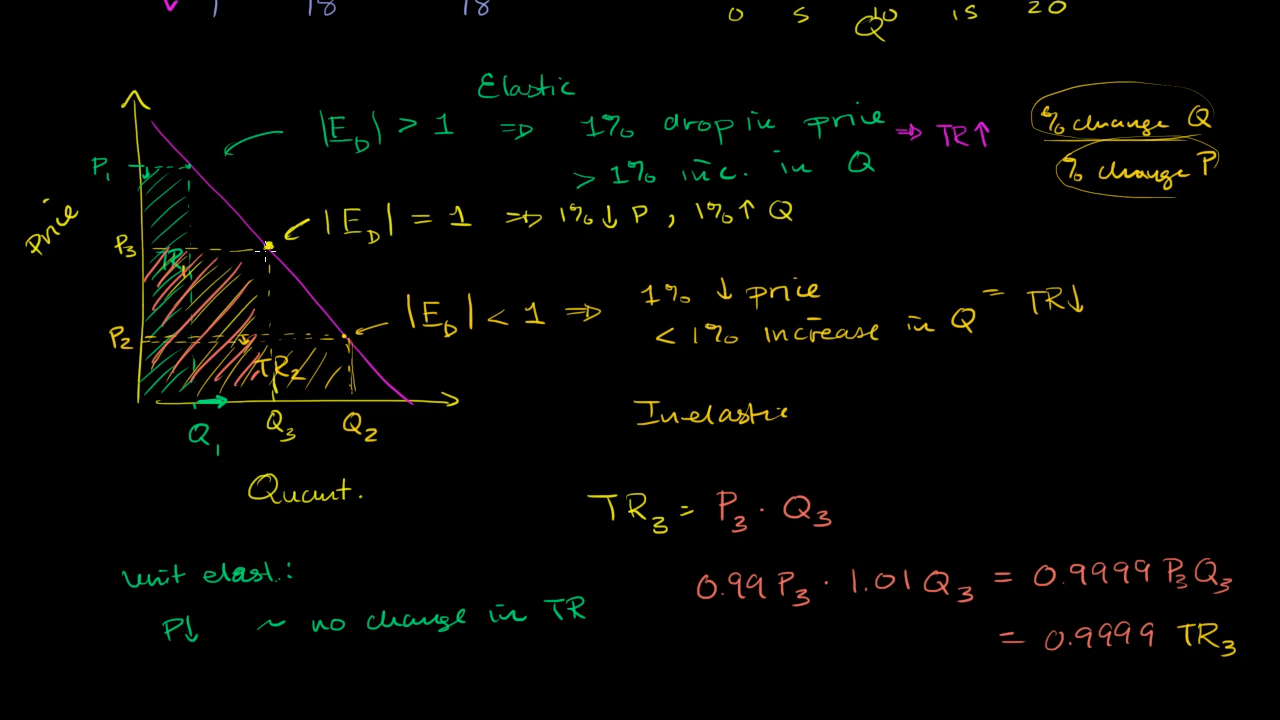 1 18 18 0 5 10 15 20
Q
Elastic
|E_D| > 1 ⇒ 1% drop in price ⇒ TR↑
> 1% inc. in Q
% change Q
% change P
P₁
|E_D| = 1 ⇒ 1%↓ P, 1%↑ Q
Price
P₃
TR₁
|E_D| < 1 ⇒ 1% ↓ price = TR↓
< 1% increase in Q
P₂
TR₂
Inelastic
Q₁ Q₃ Q₂
Quant.
TR₃ = P₃ · Q₃
unit elast.:
P↓ ~ no change in TR
0.99 P₃ · 1.01 Q₃ = 0.9999 P₃Q₃
= 0.9999 TR₃